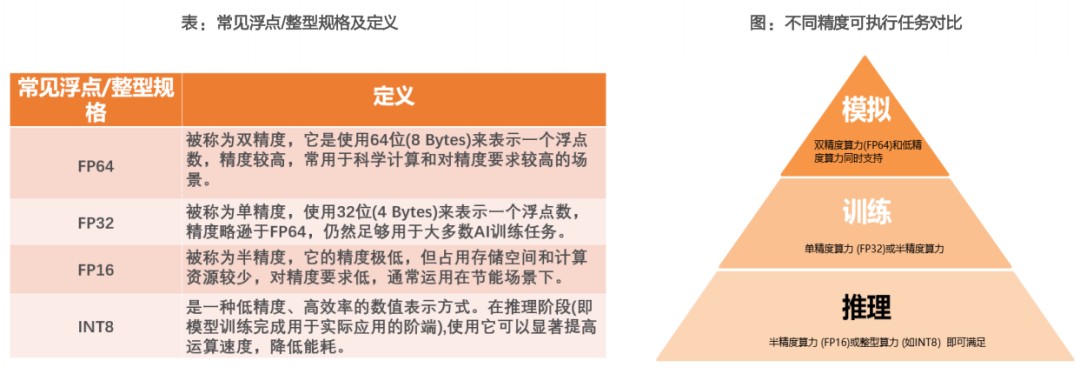 表：常见浮点/整型规格及定义
常见浮点/整型规
格
定义
FP64
被称为双精度，它是使用64位(8 Bytes)来表示一个浮点
数，精度较高，常用于科学计算和对精度要求较高的场
景。
FP32
被称为单精度，使用32位(4 Bytes)来表示一个浮点数，
精度略逊于FP64，仍然足够用于大多数AI训练任务。
FP16
被称为半精度，它的精度极低，但占用存储空间和计算
资源较少，对精度要求低，通常运用在节能场景下。
INT8
是一种低精度、高效率的数值表示方式。在推理阶段(即
模型训练完成用于实际应用的阶端),使用它可以显著提高
运算速度，降低能耗。
图：不同精度可执行任务对比
模拟
双精度算力(FP64)和低精
度算力同时支持
训练
单精度算力 (FP32)或半精度算力
推理
半精度算力 (FP16)或整型算力 (如INT8) 即可满足